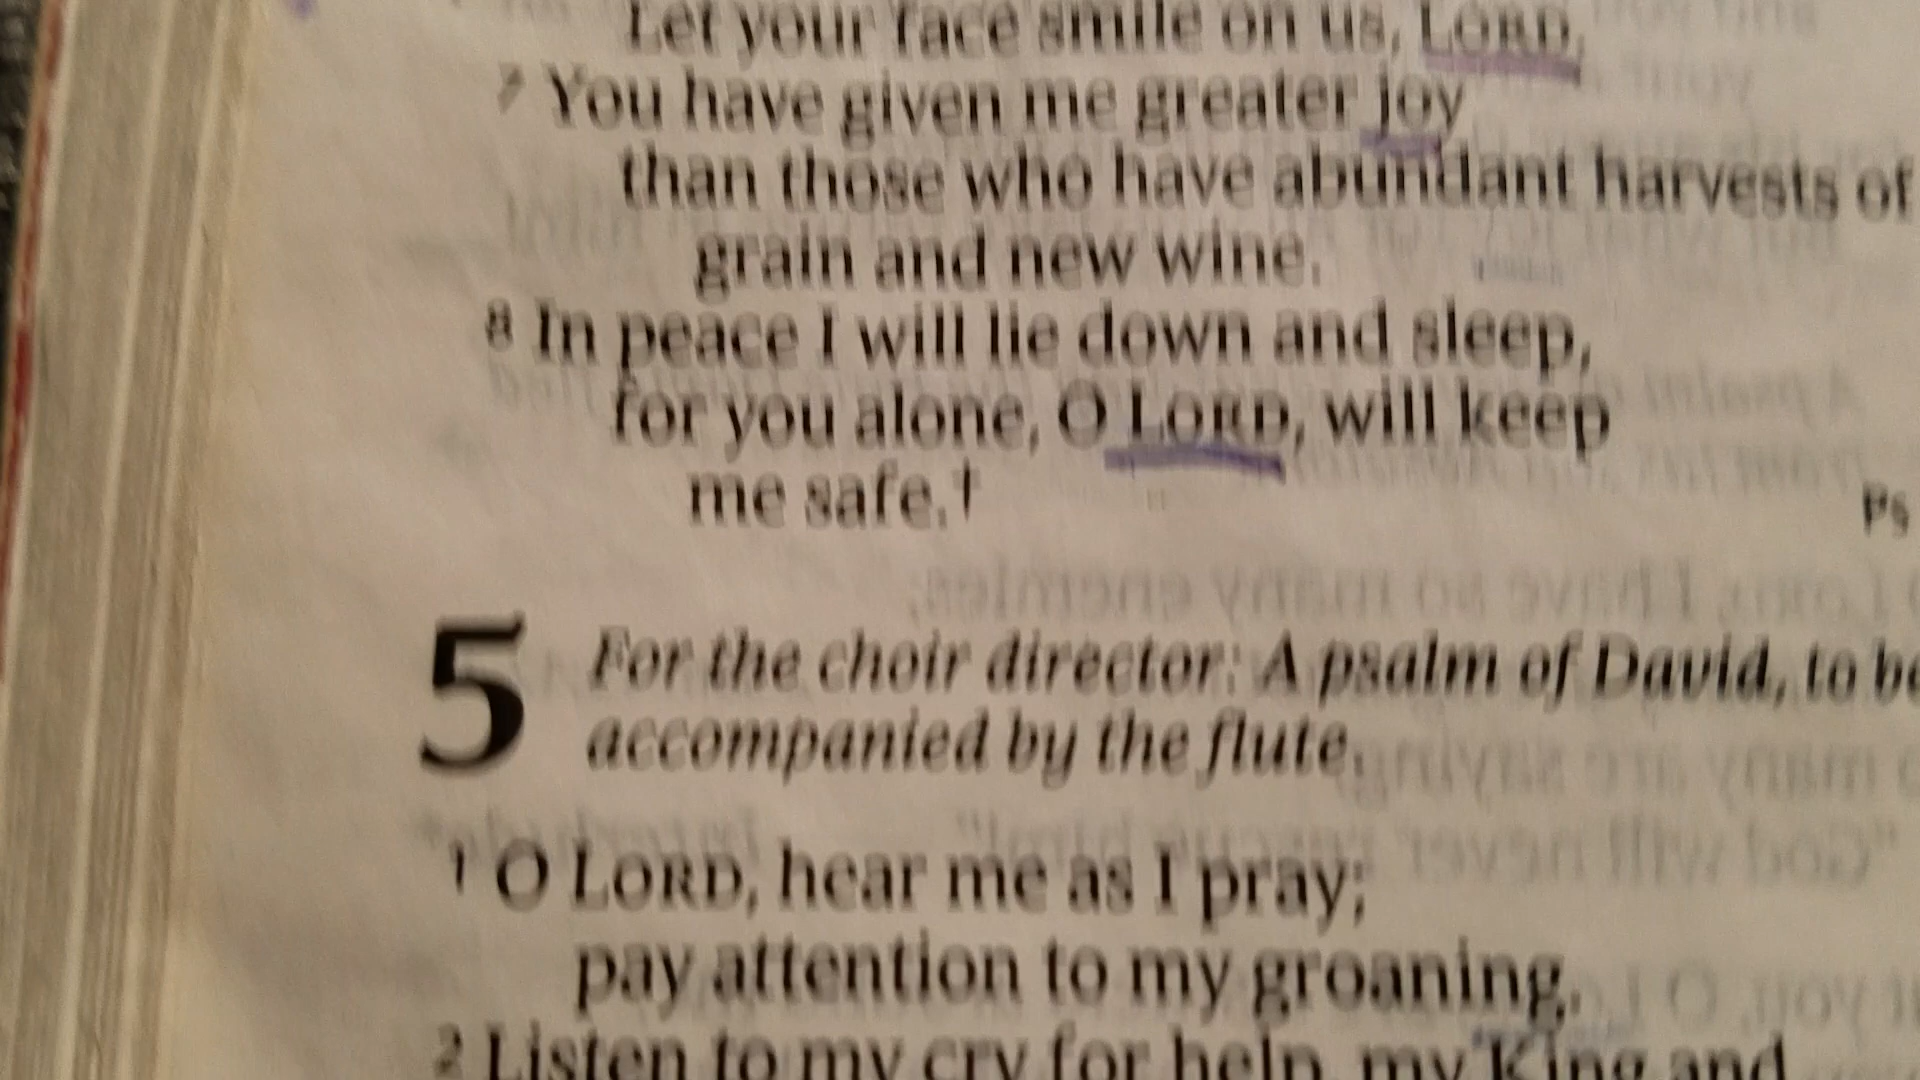 Let your face smile on us, LORD.
7 You have given me greater joy
than those who have abundant harvests of
grain and new wine.
8 In peace I will lie down and sleep,
for you alone, O LORD, will keep
me safe.†
Ps
5 For the choir director: A psalm of David, to be
accompanied by the flute.
1 O LORD, hear me as I pray;
pay attention to my groaning.
2 Listen to my cry for help, my King and